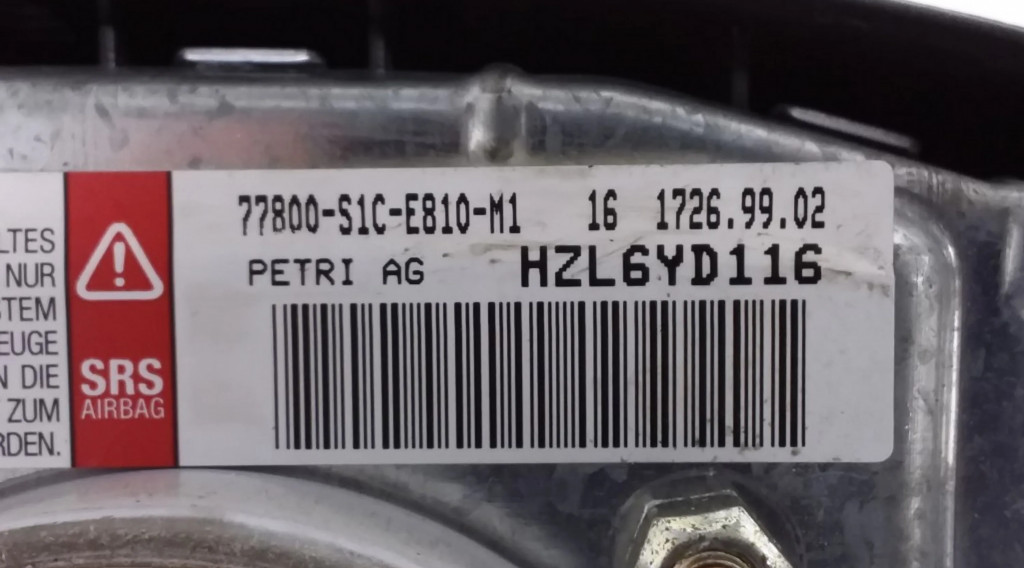 LTES
NUR
STEM
EUGE
N DIE
ZUM
RDEN.
!
SRS
AIRBAG
77800-S1C-E810-M1 16 1726.99.02
PETRI AG HZL6YD116